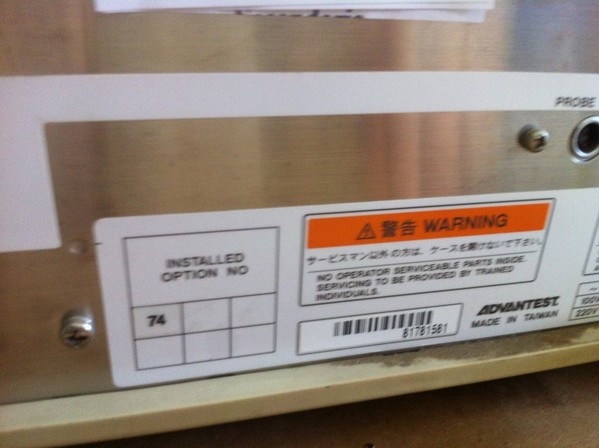 PROBE
INSTALLED
OPTION NO
74
⚠ 警告 WARNING
サービスマン以外の方は、ケースを開けないで下さい。
NO OPERATOR SERVICEABLE PARTS INSIDE.
SERVICING TO BE PROVIDED BY TRAINED
INDIVIDUALS.
81781581
ADVANTEST.
MADE IN TAIWAN
100V
220V